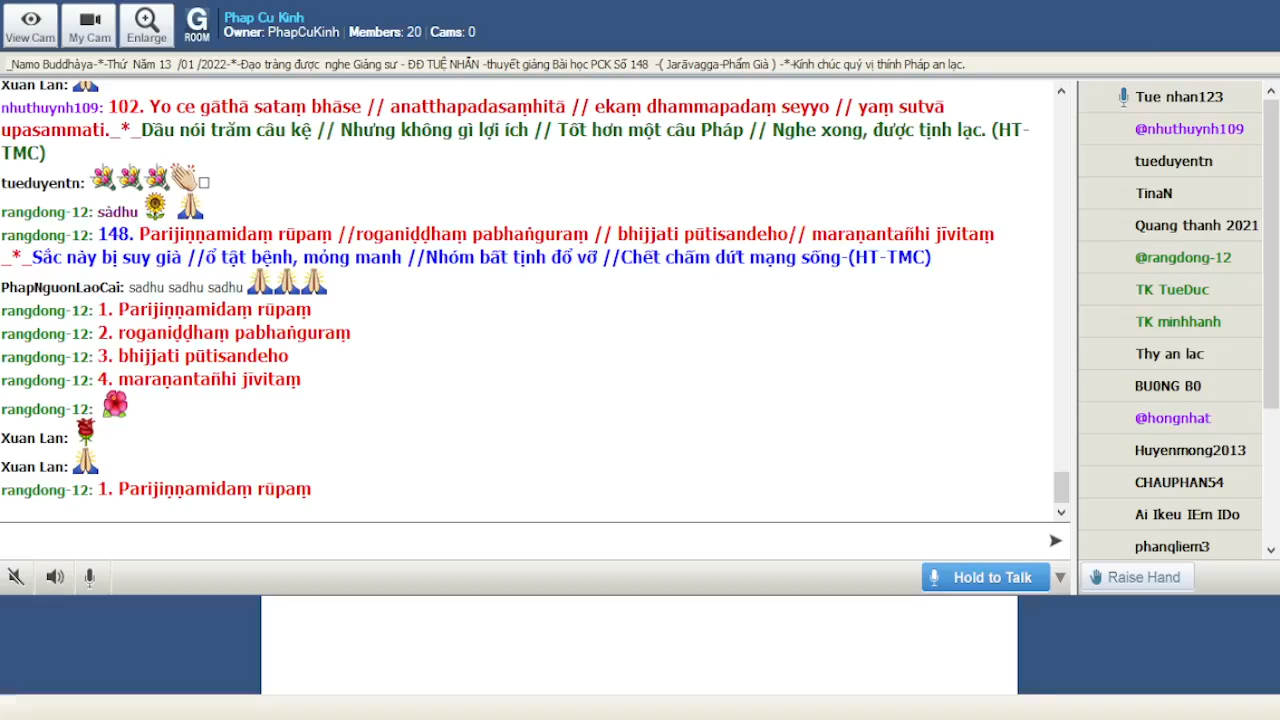 View Cam
My Cam
Enlarge
G
ROOM
Phap Cu Kinh
Owner: PhapCuKinh | Members: 20 | Cams: 0
_Namo Buddhàya-*-Thứ Năm 13 /01 /2022-*-Đạo tràng được nghe Giảng sư - ĐĐ TUỆ NHẪN -thuyết giảng Bài học PCK Số 148 -( Jarāvagga-Phẩm Già ) -*-Kính chúc quý vị thính Pháp an lạc.
Xuan Lan:
nhuthuynh109: 102. Yo ce gāthā sataṃ bhāse // anatthapadasaṃhitā // ekaṃ dhammapadaṃ seyyo // yaṃ sutvā
upasammati._*_Dầu nói trăm câu kệ // Nhưng không gì lợi ích // Tốt hơn một câu Pháp // Nghe xong, được tịnh lạc. (HT-
TMC)
tueduyentn:
rangdong-12: sàdhu
rangdong-12: 148. Parijiṇṇamidaṃ rūpaṃ //roganiḍḍhaṃ pabhaṅguraṃ // bhijjati pūtisandeho// maraṇantañhi jīvitaṃ
_*_Sắc này bị suy già //ổ tật bệnh, mỏng manh //Nhóm bất tịnh đổ vỡ //Chết chấm dứt mạng sống-(HT-TMC)
PhapNguonLaoCai: sadhu sadhu sadhu
rangdong-12: 1. Parijiṇṇamidaṃ rūpaṃ
rangdong-12: 2. roganiḍḍhaṃ pabhaṅguraṃ
rangdong-12: 3. bhijjati pūtisandeho
rangdong-12: 4. maraṇantañhi jīvitaṃ
rangdong-12:
Xuan Lan:
Xuan Lan:
rangdong-12: 1. Parijiṇṇamidaṃ rūpaṃ
Hold to Talk
Tue nhan123
@nhuthuynh109
tueduyentn
TinaN
Quang thanh 2021
@rangdong-12
TK TueDuc
TK minhhanh
Thy an lac
BU0NG B0
@hongnhat
Huyenmong2013
CHAUPHAN54
Ai Ikeu IEm IDo
phanqliem3
Raise Hand